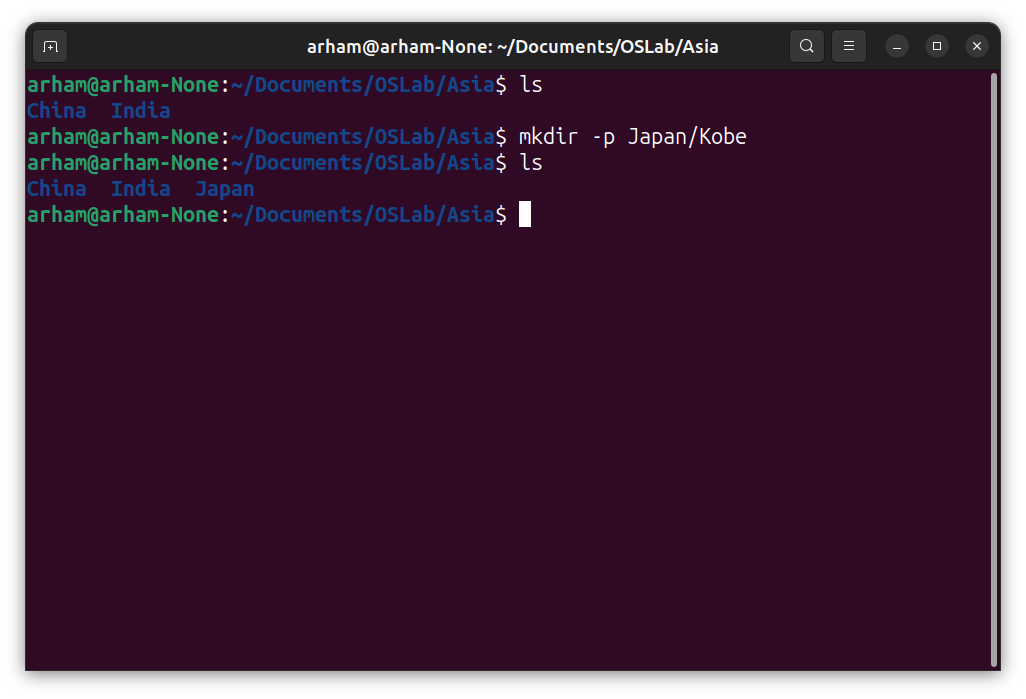 arham@arham-None: ~/Documents/OSLab/Asia
arham@arham-None:~/Documents/OSLab/Asia$ ls
China  India
arham@arham-None:~/Documents/OSLab/Asia$ mkdir -p Japan/Kobe
arham@arham-None:~/Documents/OSLab/Asia$ ls
China  India  Japan
arham@arham-None:~/Documents/OSLab/Asia$